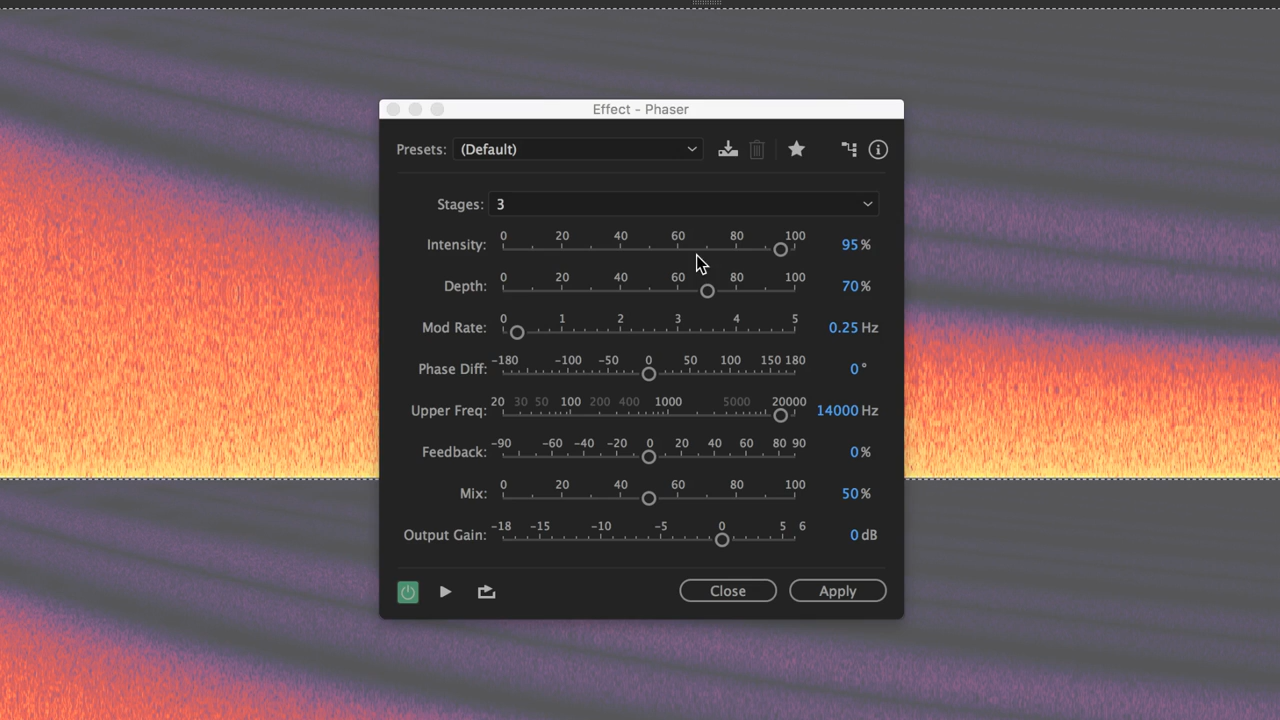 Effect - Phaser
Presets: (Default)
Stages: 3
0 20 40 60 80 100
Intensity: 95 %
0 20 40 60 80 100
Depth: 70 %
0 1 2 3 4 5
Mod Rate: 0.25 Hz
-180 -100 -50 0 50 100 150 180
Phase Diff: 0 °
20 30 50 100 200 400 1000 5000 20000
Upper Freq: 14000 Hz
-90 -60 -40 -20 0 20 40 60 80 90
Feedback: 0 %
0 20 40 60 80 100
Mix: 50 %
-18 -15 -10 -5 0 5 6
Output Gain: 0 dB
Close Apply